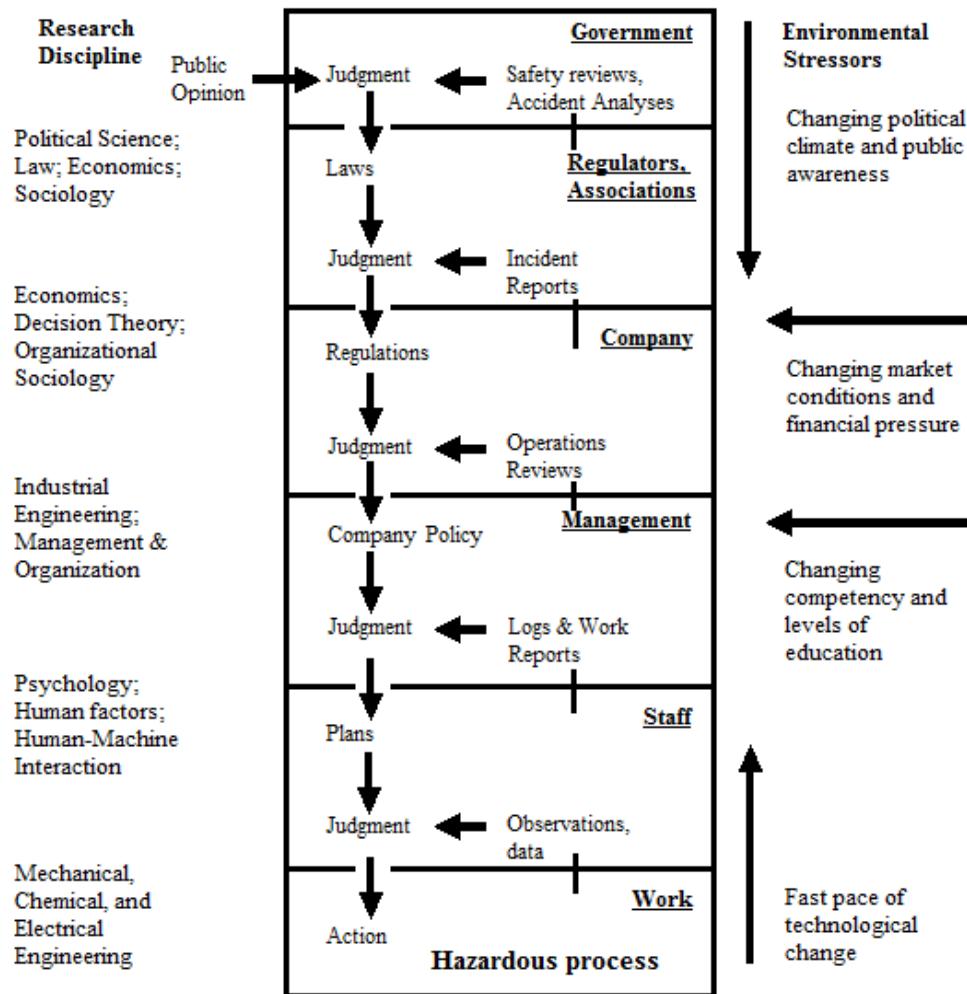 Research
Discipline
Public
Opinion
Political Science;
Law; Economics;
Sociology
Economics;
Decision Theory;
Organizational
Sociology
Industrial
Engineering;
Management &
Organization
Psychology;
Human factors;
Human-Machine
Interaction
Mechanical,
Chemical, and
Electrical
Engineering
Government
Judgment
Safety reviews,
Accident Analyses
Regulators,
Associations
Laws
Judgment
Incident
Reports
Company
Regulations
Judgment
Operations
Reviews
Management
Company Policy
Judgment
Logs & Work
Reports
Staff
Plans
Judgment
Observations,
data
Work
Action
Hazardous process
Environmental
Stressors
Changing political
climate and public
awareness
Changing market
conditions and
financial pressure
Changing
competency and
levels of
education
Fast pace of
technological
change